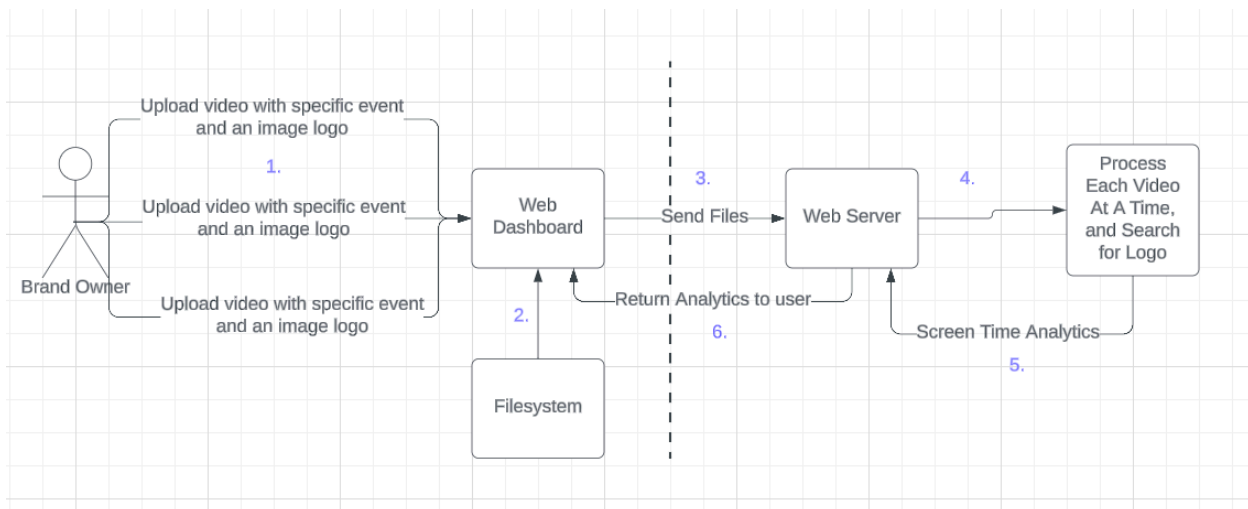 Upload video with specific event
and an image logo
1.
Upload video with specific event
and an image logo
Brand Owner
Upload video with specific event
and an image logo
Web
Dashboard
2.
Filesystem
3.
Send Files
Web Server
4.
Process
Each Video
At A Time,
and Search
for Logo
Return Analytics to user
6.
Screen Time Analytics
5.